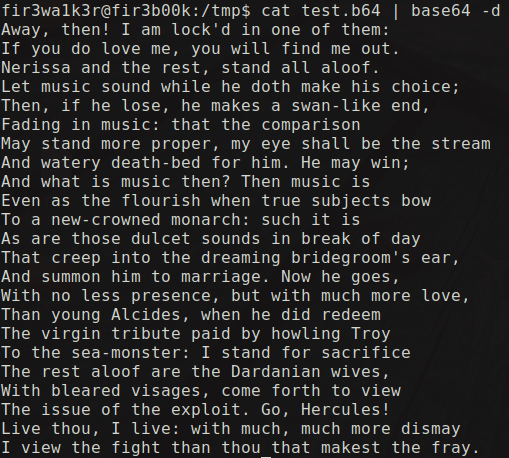 fir3wa1k3r@fir3b00k:/tmp$ cat test.b64 | base64 -d
Away, then! I am lock'd in one of them:
If you do love me, you will find me out.
Nerissa and the rest, stand all aloof.
Let music sound while he doth make his choice;
Then, if he lose, he makes a swan-like end,
Fading in music: that the comparison
May stand more proper, my eye shall be the stream
And watery death-bed for him. He may win;
And what is music then? Then music is
Even as the flourish when true subjects bow
To a new-crowned monarch: such it is
As are those dulcet sounds in break of day
That creep into the dreaming bridegroom's ear,
And summon him to marriage. Now he goes,
With no less presence, but with much more love,
Than young Alcides, when he did redeem
The virgin tribute paid by howling Troy
To the sea-monster: I stand for sacrifice
The rest aloof are the Dardanian wives,
With bleared visages, come forth to view
The issue of the exploit. Go, Hercules!
Live thou, I live: with much, much more dismay
I view the fight than thou that makest the fray.